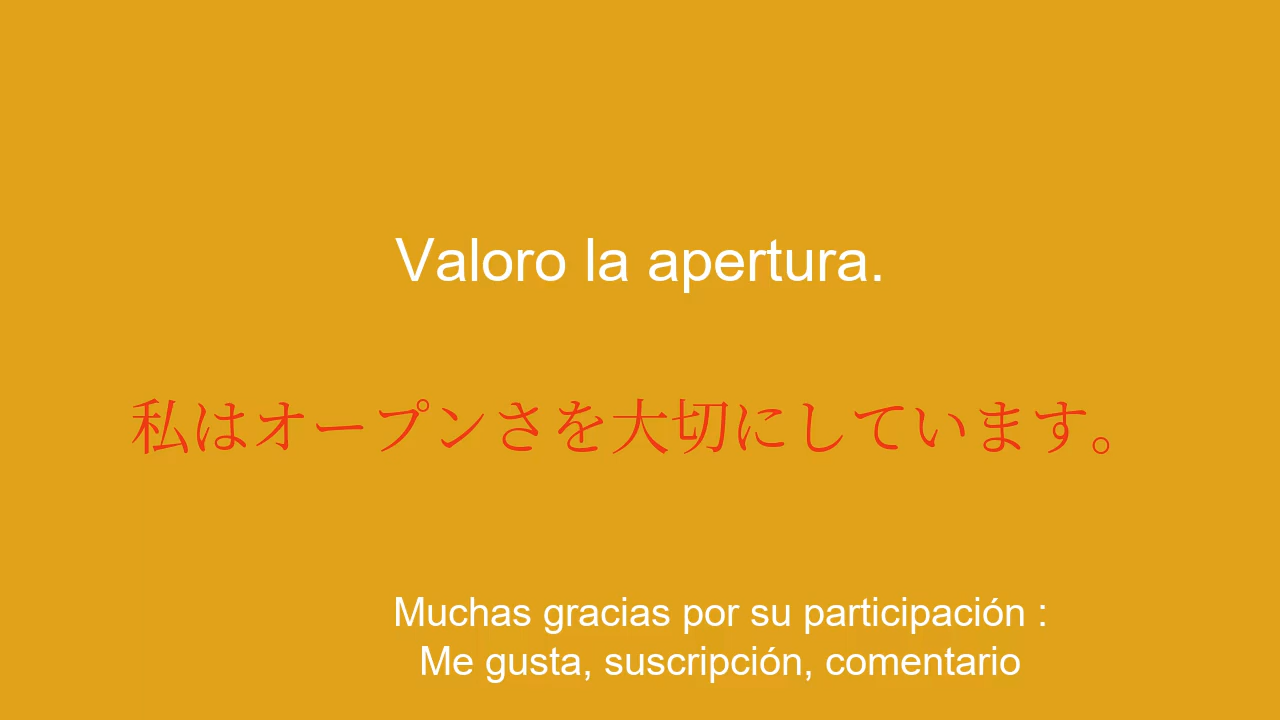 Valoro la apertura.
私はオープンさを大切にしています。
Muchas gracias por su participación :
Me gusta, suscripción, comentario